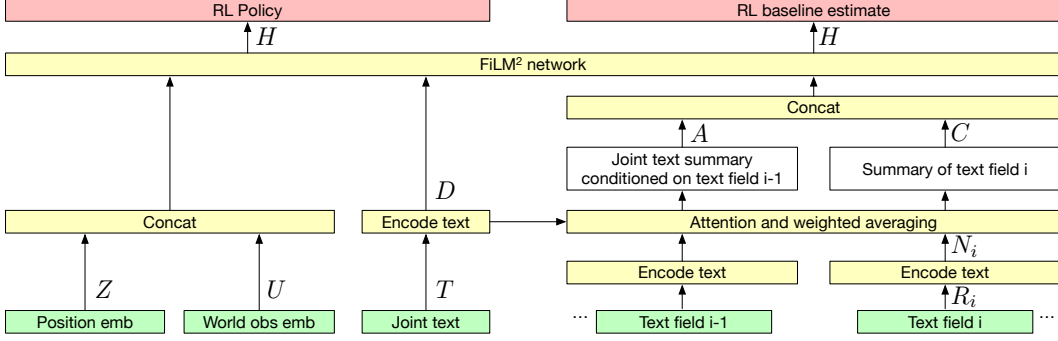 RL Policy
RL baseline estimate
H
H
FiLM² network
Concat
A
C
Joint text summary
conditioned on text field i-1
Summary of text field i
D
Concat
Encode text
Attention and weighted averaging
N_i
Encode text
Encode text
Z
U
T
R_i
Position emb
World obs emb
Joint text
...
Text field i-1
Text field i
...